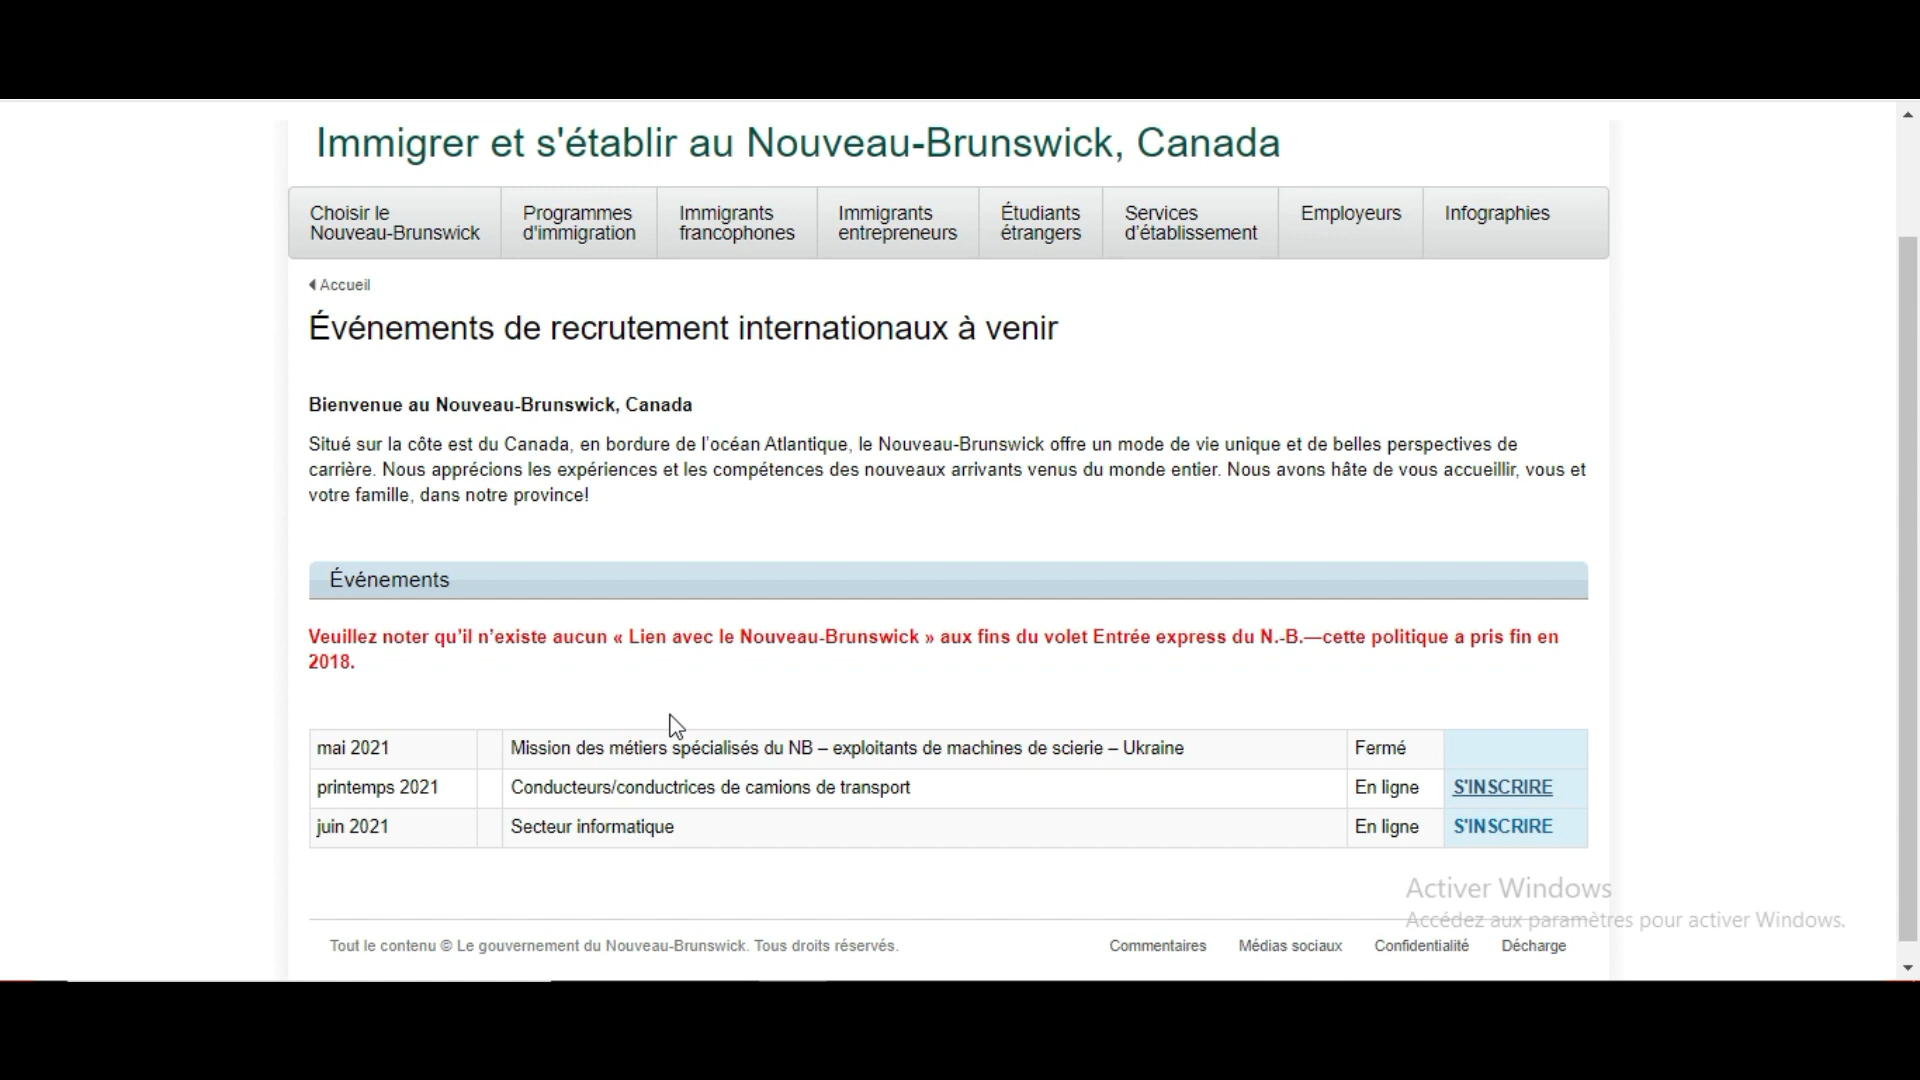 Immigrer et s'établir au Nouveau-Brunswick, Canada
Choisir le
Nouveau-Brunswick
Programmes
d'immigration
Immigrants
francophones
Immigrants
entrepreneurs
Étudiants
étrangers
Services
d'établissement
Employeurs
Infographies
Accueil
Événements de recrutement internationaux à venir
Bienvenue au Nouveau-Brunswick, Canada
Situé sur la côte est du Canada, en bordure de l'océan Atlantique, le Nouveau-Brunswick offre un mode de vie unique et de belles perspectives de
carrière. Nous apprécions les expériences et les compétences des nouveaux arrivants venus du monde entier. Nous avons hâte de vous accueillir, vous et
votre famille, dans notre province!
Événements
Veuillez noter qu'il n'existe aucun « Lien avec le Nouveau-Brunswick » aux fins du volet Entrée express du N.-B.—cette politique a pris fin en
2018.
mai 2021 Mission des métiers spécialisés du NB – exploitants de machines de scierie – Ukraine Fermé
printemps 2021 Conducteurs/conductrices de camions de transport En ligne S'INSCRIRE
juin 2021 Secteur informatique En ligne S'INSCRIRE
Activer Windows
Accédez aux paramètres pour activer Windows.
Tout le contenu © Le gouvernement du Nouveau-Brunswick. Tous droits réservés. Commentaires Médias sociaux Confidentialité Décharge